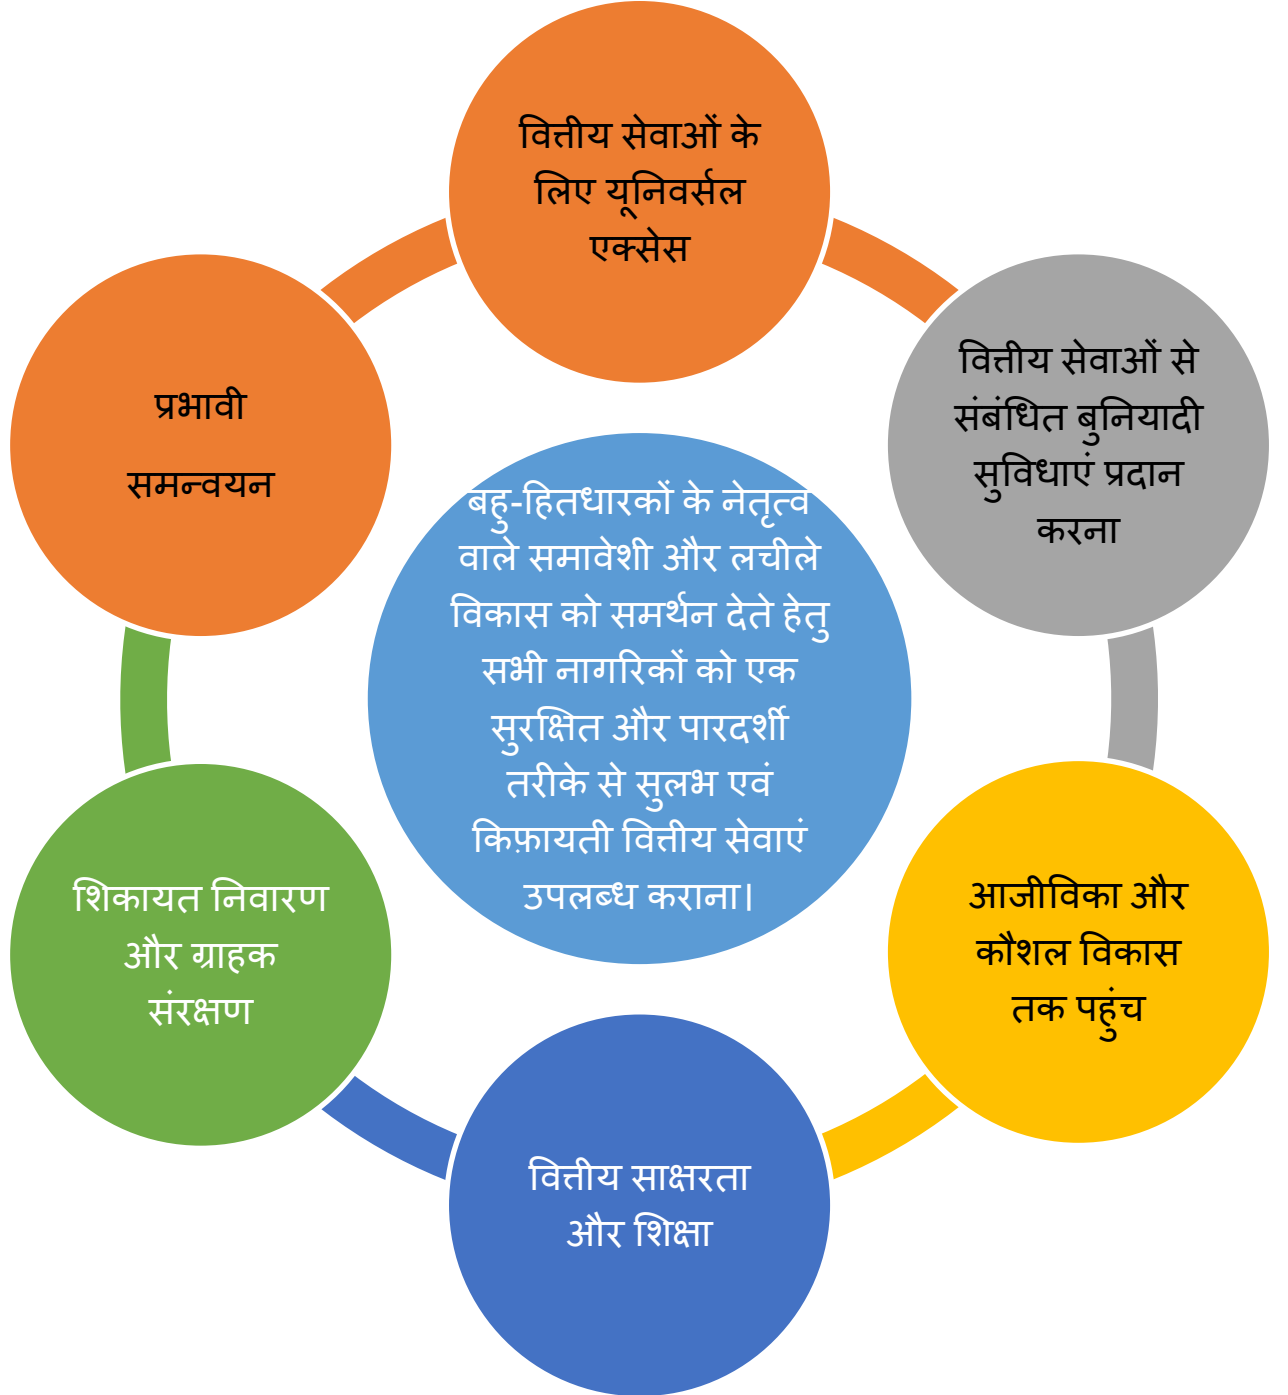 वित्तीय सेवाओं के
लिए यूनिवर्सल
एक्सेस
वित्तीय सेवाओं से
संबंधित बुनियादी
सुविधाएं प्रदान
करना
आजीविका और
कौशल विकास
तक पहुंच
वित्तीय साक्षरता
और शिक्षा
शिकायत निवारण
और ग्राहक
संरक्षण
प्रभावी
समन्वयन
बहु-हितधारकों के नेतृत्व
वाले समावेशी और लचीले
विकास को समर्थन देते हेतु
सभी नागरिकों को एक
सुरक्षित और पारदर्शी
तरीके से सुलभ एवं
किफ़ायती वित्तीय सेवाएं
उपलब्ध कराना।